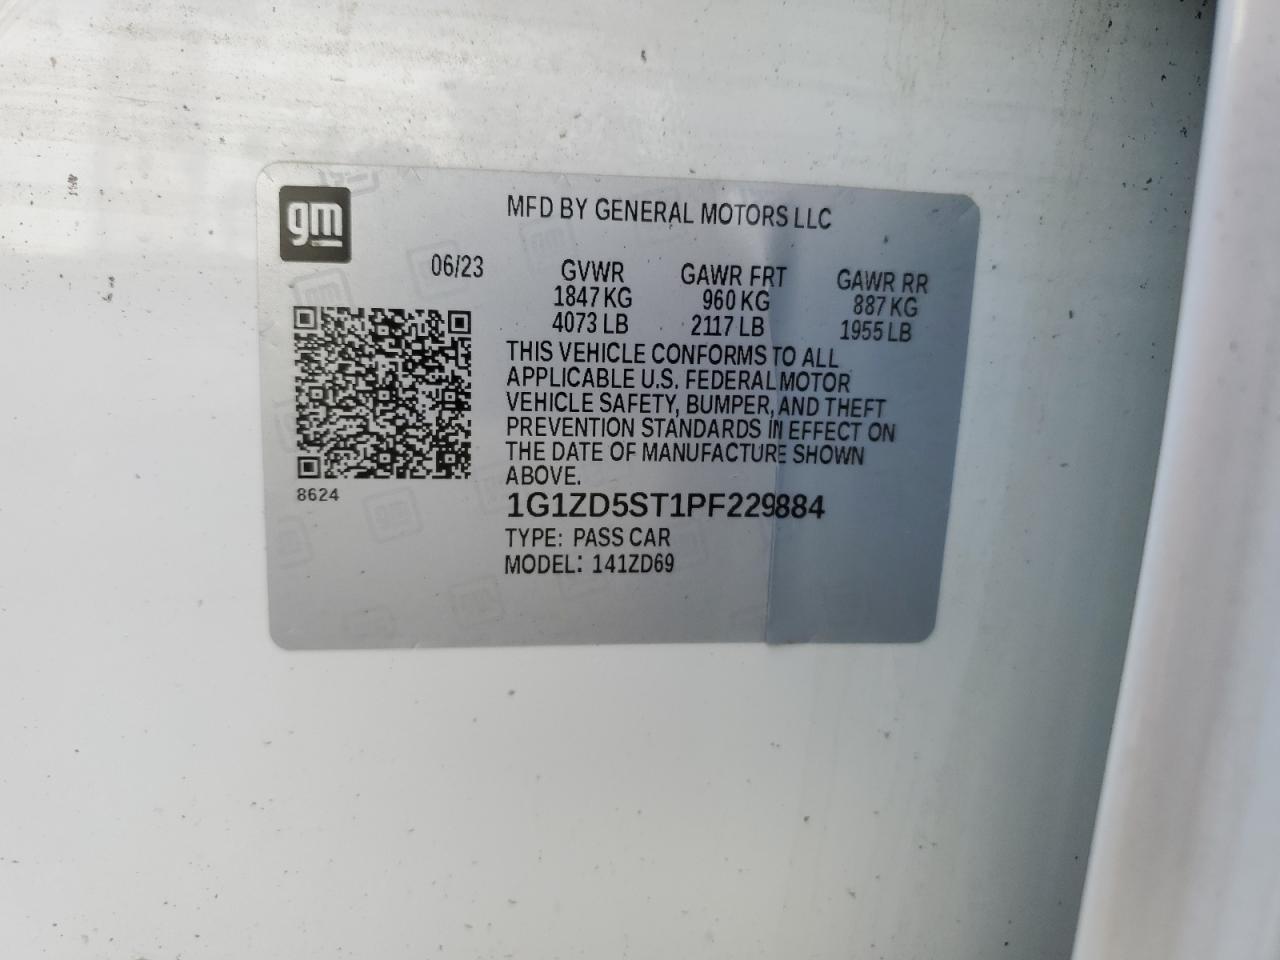 gm
MFD BY GENERAL MOTORS LLC
06/23
GVWR GAWR FRT GAWR RR
1847 KG 960 KG 887 KG
4073 LB 2117 LB 1955 LB
THIS VEHICLE CONFORMS TO ALL
APPLICABLE U.S. FEDERAL MOTOR
VEHICLE SAFETY, BUMPER, AND THEFT
PREVENTION STANDARDS IN EFFECT ON
THE DATE OF MANUFACTURE SHOWN
ABOVE.
8624
1G1ZD5ST1PF229884
TYPE: PASS CAR
MODEL: 141ZD69